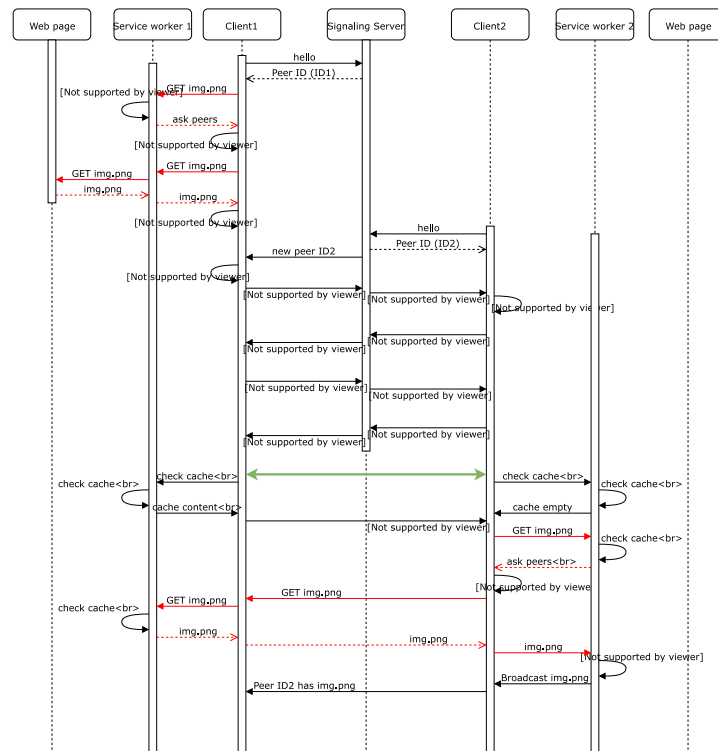 Web page
Service worker 1
Client1
Signaling Server
Client2
Service worker 2
Web page
hello
Peer ID (ID1)
GET img.png
[Not supported by viewer]
ask peers
[Not supported by viewer]
GET img.png
GET img.png
img.png
img.png
[Not supported by viewer]
hello
Peer ID (ID2)
new peer ID2
[Not supported by viewer]
[Not supported by viewer]
[Not supported by viewer]
[Not supported by viewer]
[Not supported by viewer]
[Not supported by viewer]
[Not supported by viewer]
[Not supported by viewer]
[Not supported by viewer]
[Not supported by viewer]
check cache<br>
check cache<br>
check cache<br>
check cache<br>
cache content<br>
cache empty
[Not supported by viewer]
GET img.png
check cache<br>
ask peers<br>
[Not supported by viewe
GET img.png
GET img.png
check cache<br>
img.png
img.png
img.png
[Not supported by viewer]
Broadcast img.png
Peer ID2 has img.png